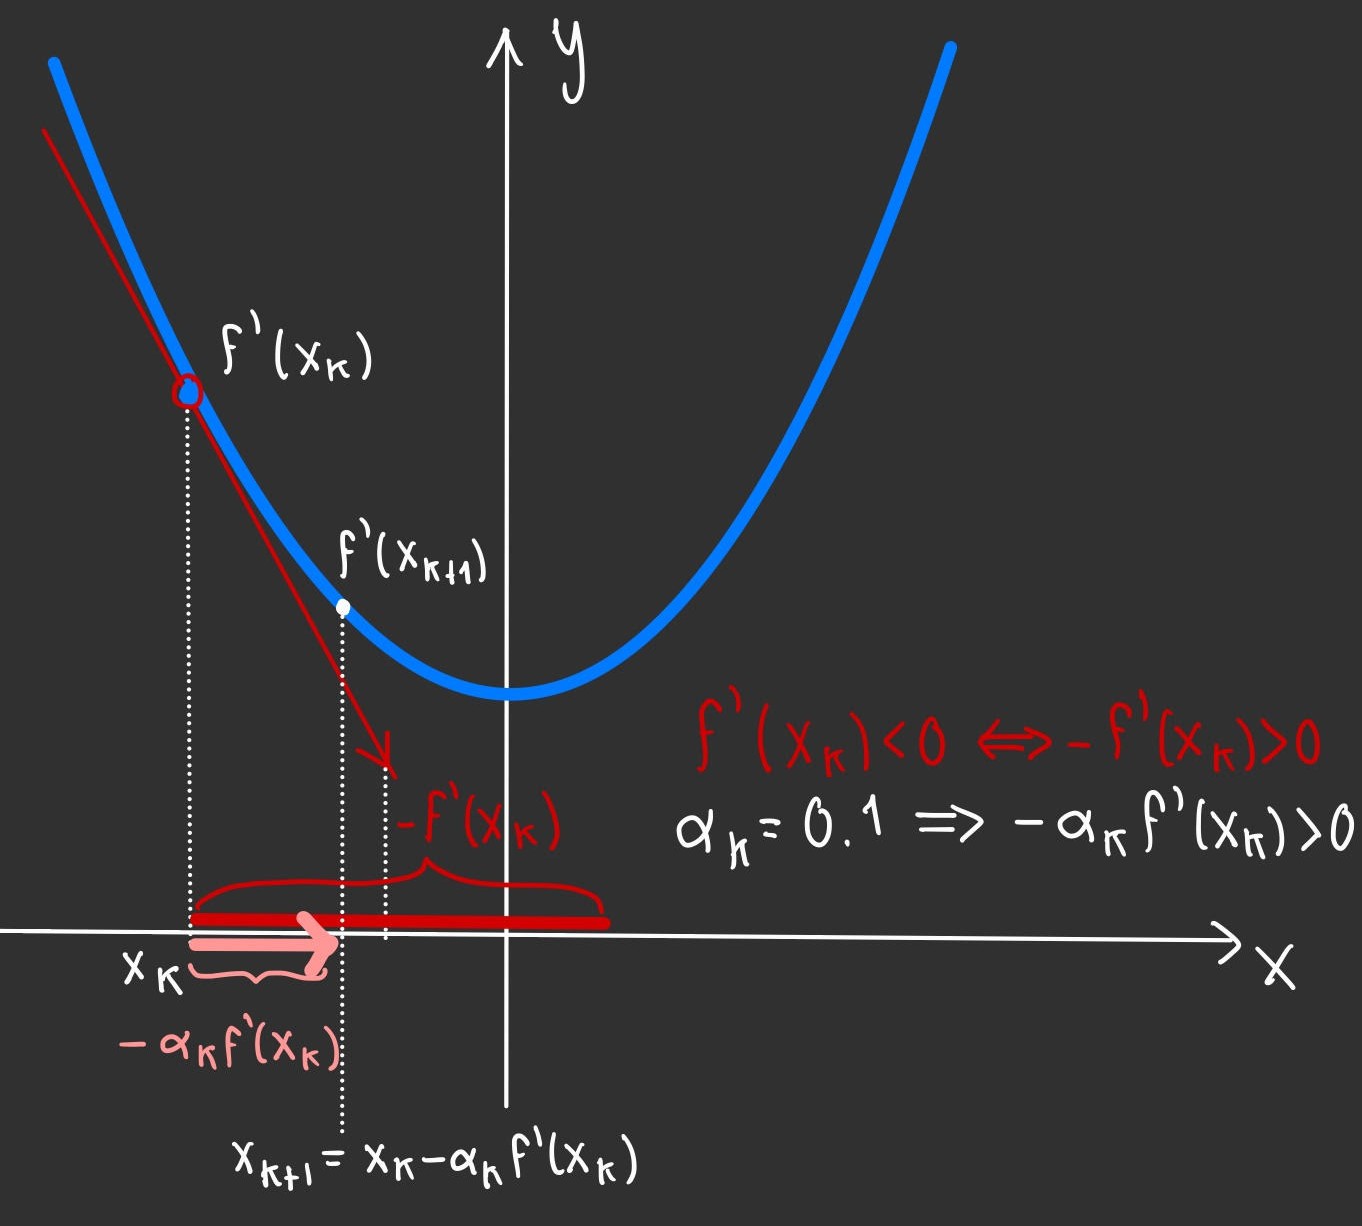 y
f'(xₖ)
f'(xₖ₊₁)
f'(xₖ)<0 ⟺ -f'(xₖ)>0
αₖ = 0.1 ⟹ -αₖf'(xₖ)>0
-f'(xₖ)
x
xₖ
-αₖf'(xₖ)
xₖ₊₁ = xₖ-αₖf'(xₖ)